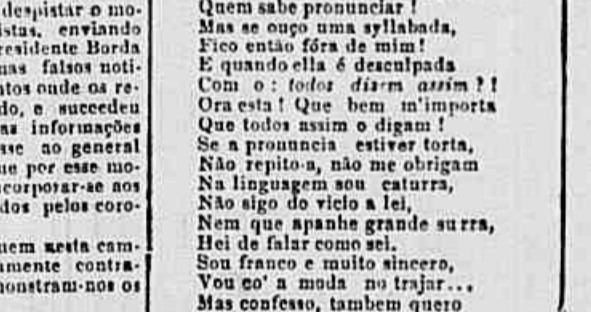 despistar o mo-
istas, enviando
residente Borda
mas falsos noti-
ntos onde os re-
do, e succedeu
as informações
sse ao general
ue por esse mo-
ncorporar-se aos
dos pelos coro-
uem nesta cam-
amente contra-
monstram-nos os
Quem sabe pronunciar !
Mas se ouço uma syllabada,
Fico então fóra de mim!
E quando ella é desculpada
Com o : todos dizem assim ?!
Ora esta ! Que bem m'importa
Que todos assim o digam !
Se a pronuncia estiver torta,
Não repito-a, não me obrigam
Na linguagem sou caturra,
Não sigo do vicio a lei,
Nem que apanhe grande surra,
Hei de falar como sei.
Sou franco e muito sincero,
Vou co' a moda no trajar...
Mas confesso, tambem quero